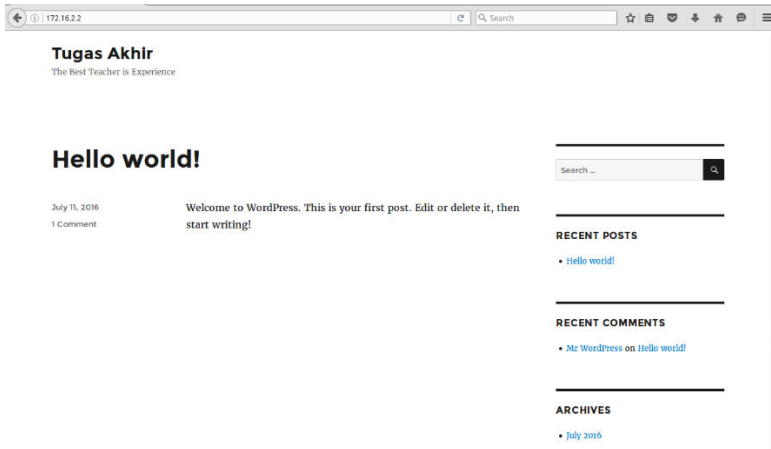 172.16.2.2
Search
Tugas Akhir
The Best Teacher is Experience
Hello world!
July 11, 2016
1 Comment
Welcome to WordPress. This is your first post. Edit or delete it, then
start writing!
Search ...
RECENT POSTS
Hello world!
RECENT COMMENTS
Mr WordPress on Hello world!
ARCHIVES
July 2016